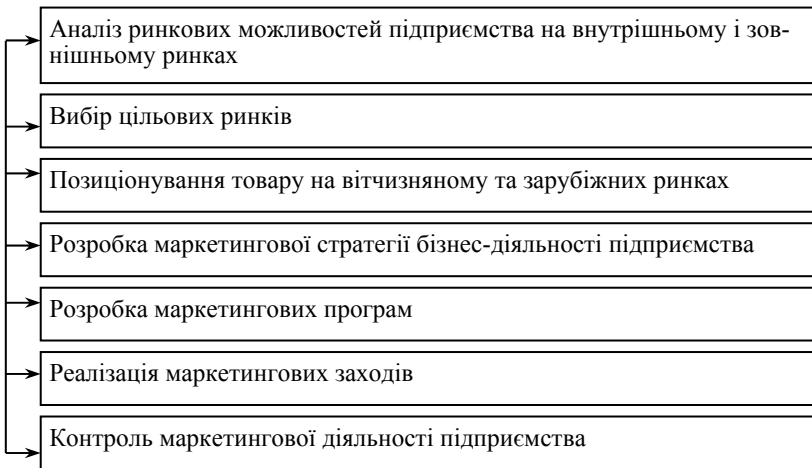 Аналіз ринкових можливостей підприємства на внутрішньому і зов-
нішньому ринках
Вибір цільових ринків
Позиціонування товару на вітчизняному та зарубіжних ринках
Розробка маркетингової стратегії бізнес-діяльності підприємства
Розробка маркетингових програм
Реалізація маркетингових заходів
Контроль маркетингової діяльності підприємства